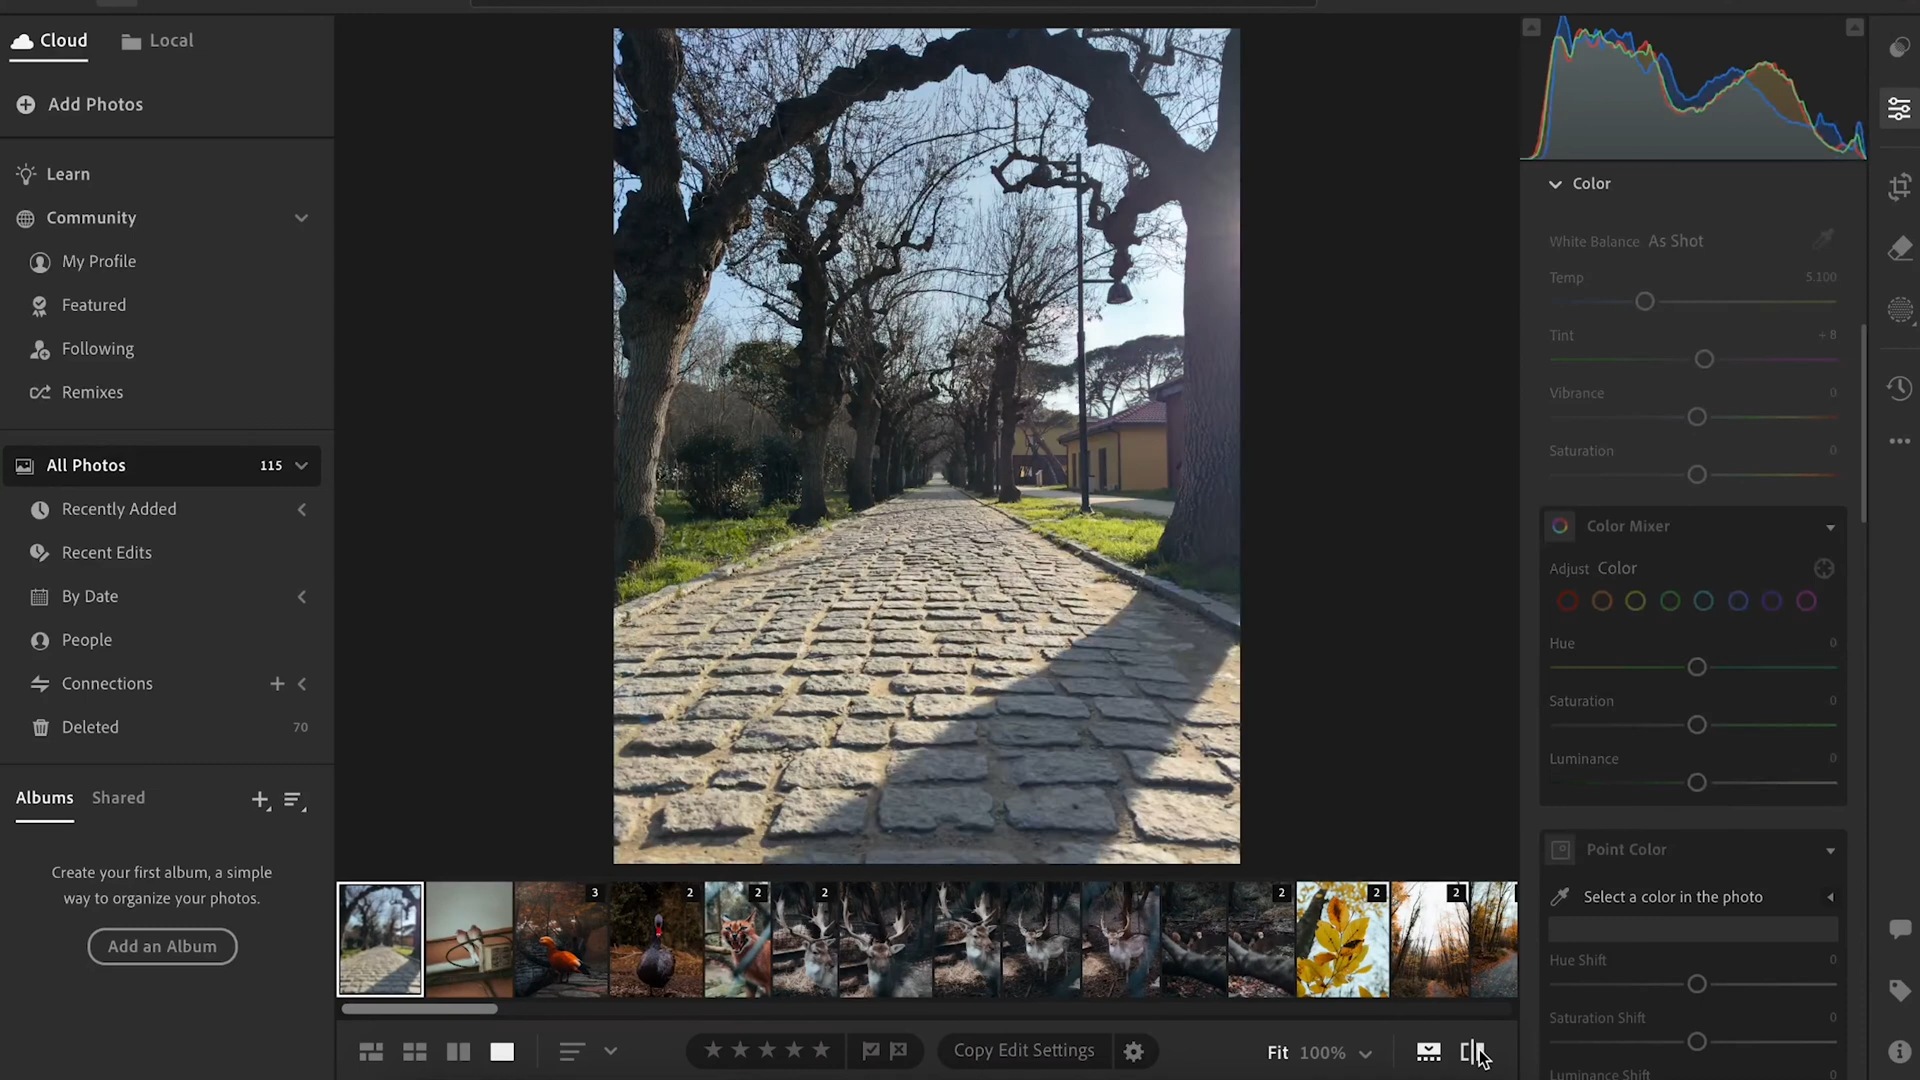 Cloud Local
Add Photos
Learn
Community
My Profile
Featured
Following
Remixes
All Photos 115
Recently Added
Recent Edits
By Date
People
Connections
Deleted 70
Albums Shared
Create your first album, a simple
way to organize your photos.
Add an Album
3 2 2 2 2 2 2
Copy Edit Settings
Fit 100%
Color
White Balance As Shot
Temp 5.100
Tint + 8
Vibrance 0
Saturation 0
Color Mixer
Adjust Color
Hue 0
Saturation 0
Luminance 0
Point Color
Select a color in the photo
Hue Shift 0
Saturation Shift 0
Luminance Shift 0